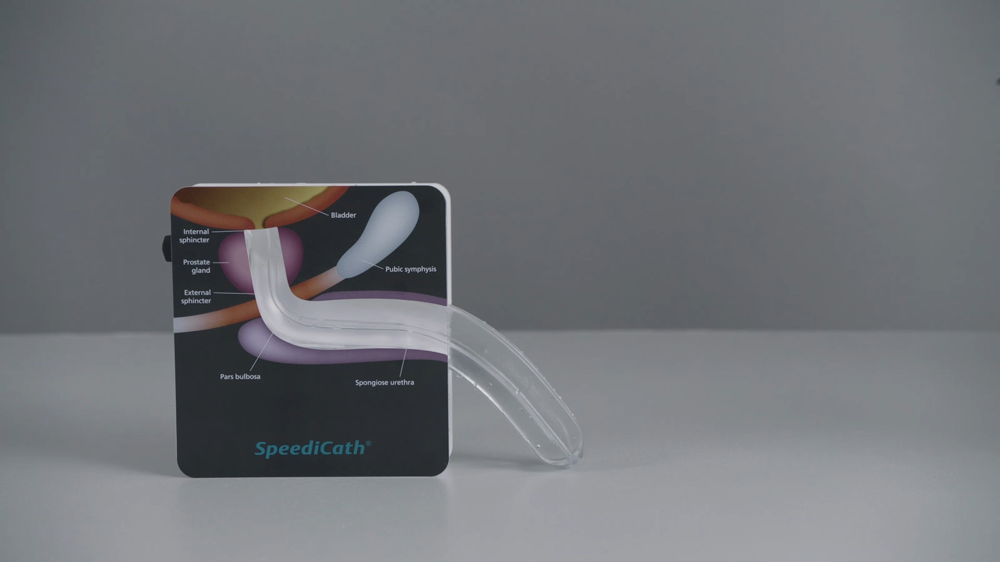 Bladder
Internal
sphincter
Prostate
gland
Pubic symphysis
External
sphincter
Pars bulbosa
Spongiose urethra
SpeediCath®